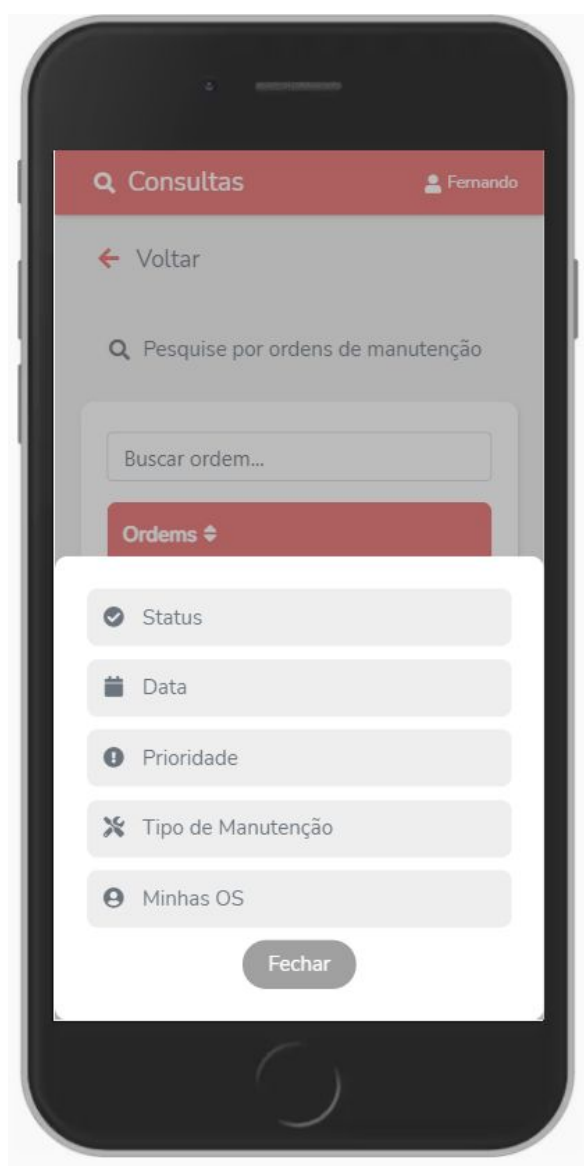 Consultas
Fernando
Voltar
Pesquise por ordens de manutenção
Buscar ordem...
Ordems
Status
Data
Prioridade
Tipo de Manutenção
Minhas OS
Fechar